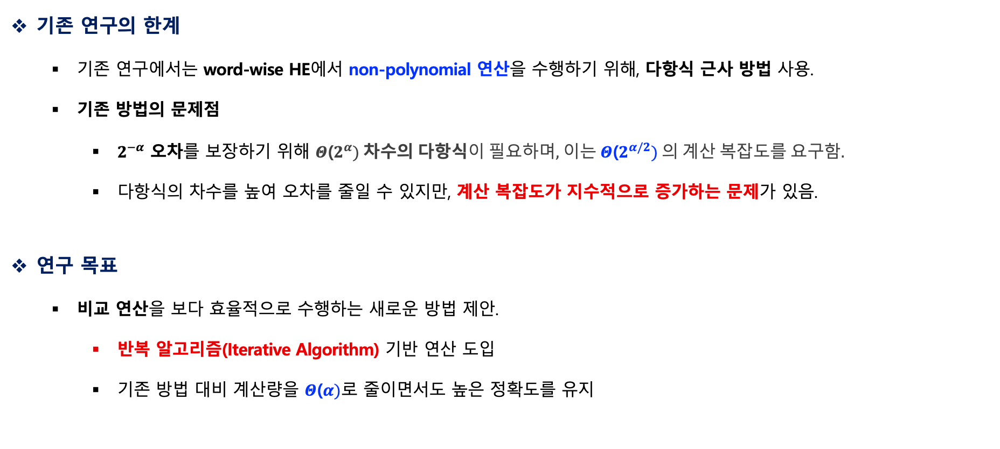 ❖ 기존 연구의 한계
▪ 기존 연구에서는 word-wise HE에서 non-polynomial 연산을 수행하기 위해, 다항식 근사 방법 사용.
▪ 기존 방법의 문제점
▪ 2^{−α} 오차를 보장하기 위해 Θ(2^{α}) 차수의 다항식이 필요하며, 이는 Θ(2^{α/2}) 의 계산 복잡도를 요구함.
▪ 다항식의 차수를 높여 오차를 줄일 수 있지만, 계산 복잡도가 지수적으로 증가하는 문제가 있음.
❖ 연구 목표
▪ 비교 연산을 보다 효율적으로 수행하는 새로운 방법 제안.
▪ 반복 알고리즘(Iterative Algorithm) 기반 연산 도입
▪ 기존 방법 대비 계산량을 Θ(α)로 줄이면서도 높은 정확도를 유지